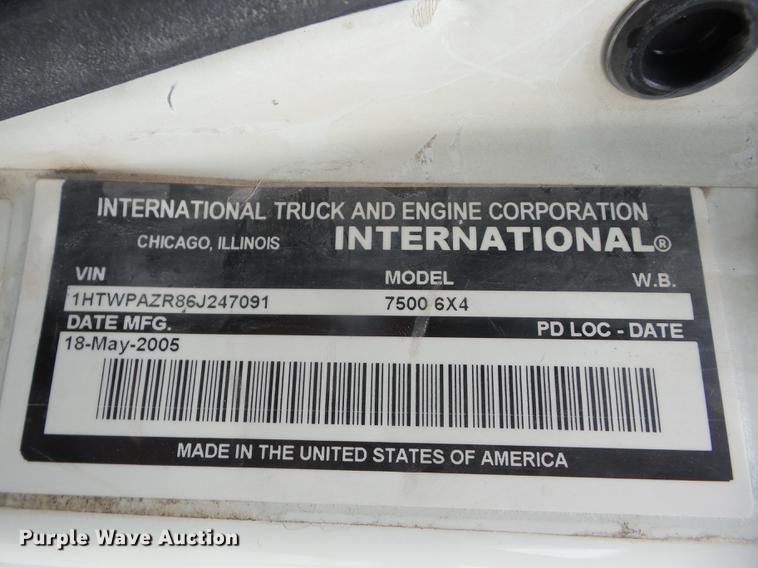 INTERNATIONAL TRUCK AND ENGINE CORPORATION
CHICAGO, ILLINOIS INTERNATIONAL®
VIN MODEL W.B.
1HTWPAZR86J247091 7500 6X4
DATE MFG. PD LOC - DATE
18-May-2005
MADE IN THE UNITED STATES OF AMERICA
Purple Wave Auction